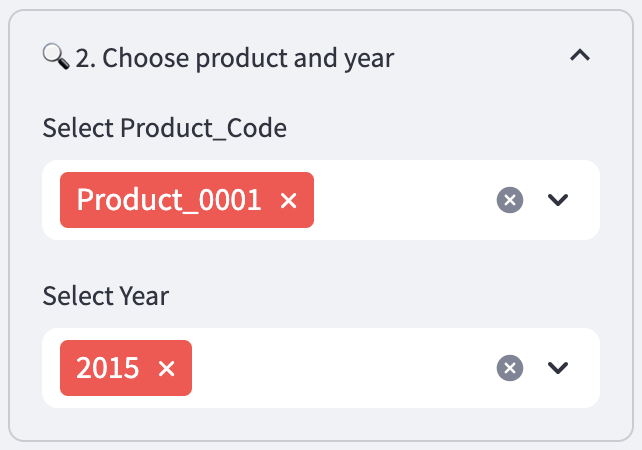 2. Choose product and year
Select Product_Code
Product_0001
Select Year
2015